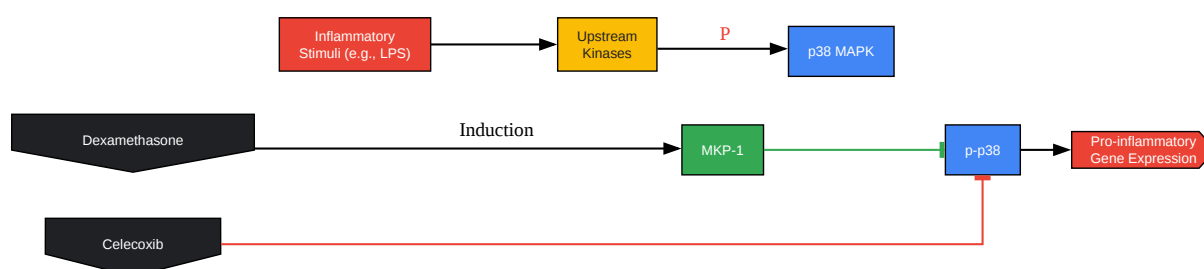 Inflammatory
Stimuli (e.g., LPS)
Upstream
Kinases
P
p38 MAPK
Dexamethasone
Induction
MKP-1
p-p38
Pro-inflammatory
Gene Expression
Celecoxib